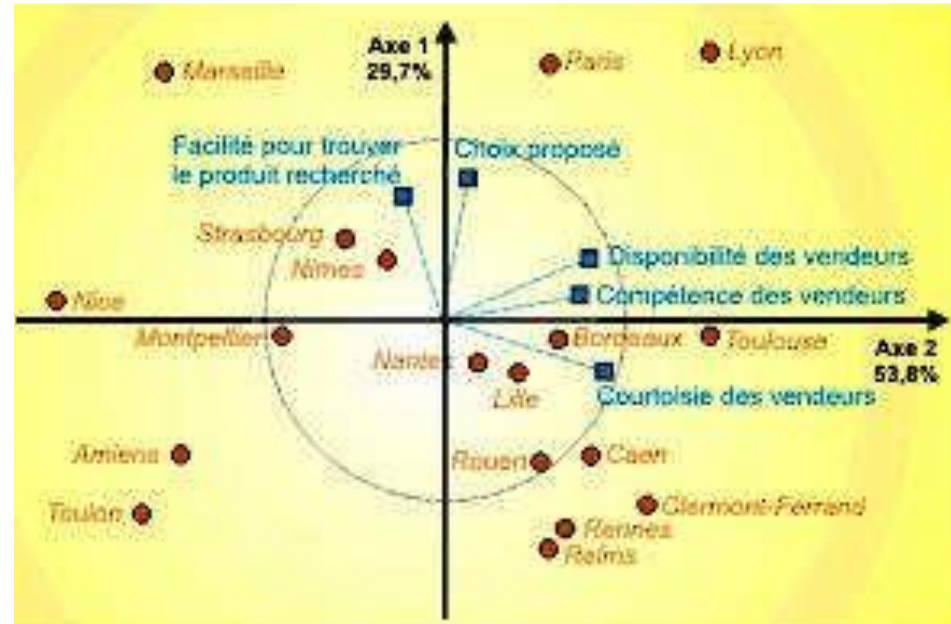 Axe 1
29,7%
Marseille
Paris
Lyon
Facilité pour trouver
le produit recherché
Choix proposé
Strasbourg
Nimes
Disponibilité des vendeurs
Compétence des vendeurs
Nice
Montpellier
Bordeaux
Toulouse
Nantes
Axe 2
53,8%
Lille
Courtoisie des vendeurs
Amiens
Rouen
Caen
Toulon
Clermont-Ferrand
Rennes
Reims